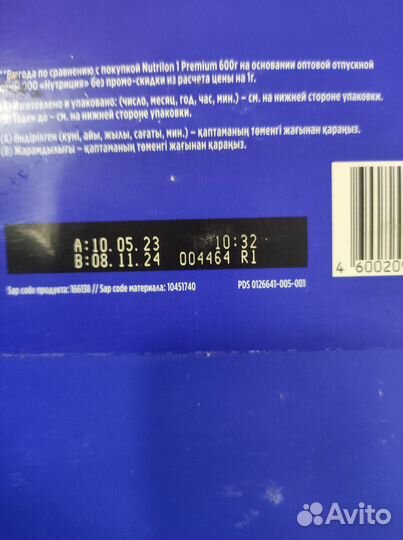 **Выгода по сравнению с покупкой Nutrilon 1 Premium 600г на основании оптовой отпускной
ООО «Нутриция» без промо-скидки из расчета цены на 1г.
Изготовлено и упаковано: (число, месяц, год, час, мин.) – см. на нижней стороне упаковки.
Годен до – см. на нижней стороне упаковки.
(A) Өндірілген (күні, айы, жылы, сағаты, мин.) – қаптаманың төменгі жағынан қараңыз.
(B) Жарамдылығы – қаптаманың төменгі жағынан қараңыз.
A:10.05.23 10:32
B:08.11.24 004464 R1
4 600209
Sap code продукта: 166138 // Sap code материала: 10451740 PDS 0126641-005-001
Avito